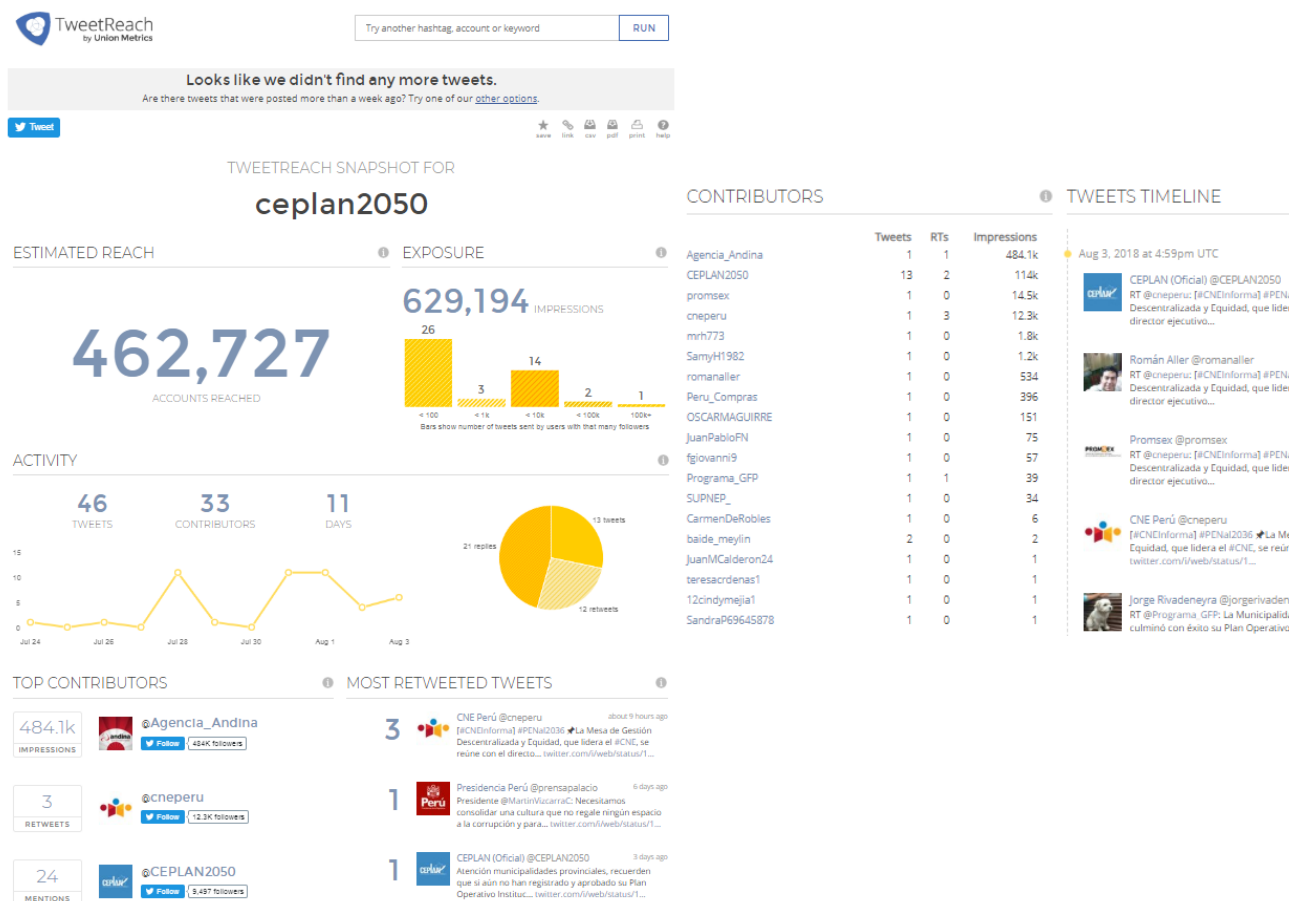 TweetReach
by Union Metrics
Try another hashtag, account or keyword
RUN
Looks like we didn't find any more tweets.
Are there tweets that were posted more than a week ago? Try one of our other options.
Tweet
save link csv pdf print help
TWEETREACH SNAPSHOT FOR
ceplan2050
ESTIMATED REACH
462,727
ACCOUNTS REACHED
EXPOSURE
629,194 IMPRESSIONS
26
3
14
2
1
< 100 < 1k < 10k < 100k 100k+
Bars show number of tweets sent by users with that many followers
ACTIVITY
46
TWEETS
33
CONTRIBUTORS
11
DAYS
15
10
5
0
Jul 24 Jul 26 Jul 28 Jul 30 Aug 1 Aug 3
13 tweets
21 replies
12 retweets
TOP CONTRIBUTORS
484.1k
IMPRESSIONS
andina
@Agencia_Andina
Follow 484K followers
3
RETWEETS
@cneperu
Follow 12.3K followers
24
MENTIONS
ceplan
@CEPLAN2050
Follow 9,497 followers
MOST RETWEETED TWEETS
3
CNE Perú @cneperu about 9 hours ago
[#CNEInforma] #PENal2036 📌La Mesa de Gestión
Descentralizada y Equidad, que lidera el #CNE, se
reúne con el directo... twitter.com/i/web/status/1...
1
Perú
Presidencia Perú @prensapalacio 6 days ago
Presidente @MartinVizcarraC: Necesitamos
consolidar una cultura que no regale ningún espacio
a la corrupción y para... twitter.com/i/web/status/1...
1
ceplan
CEPLAN (Oficial) @CEPLAN2050 3 days ago
Atención municipalidades provinciales, recuerden
que si aún no han registrado y aprobado su Plan
Operativo Instituc... twitter.com/i/web/status/1...
CONTRIBUTORS
Tweets RTs Impressions
Agencia_Andina 1 1 484.1k
CEPLAN2050 13 2 114k
promsex 1 0 14.5k
cneperu 1 3 12.3k
mrh773 1 0 1.8k
SamyH1982 1 0 1.2k
romanaller 1 0 534
Peru_Compras 1 0 396
OSCARMAGUIRRE 1 0 151
JuanPabloFN 1 0 75
fgiovanni9 1 0 57
Programa_GFP 1 1 39
SUPNEP_ 1 0 34
CarmenDeRobles 1 0 6
baide_meylin 2 0 2
JuanMCalderon24 1 0 1
teresacrdenas1 1 0 1
12cindymejia1 1 0 1
SandraP69645878 1 0 1
TWEETS TIMELINE
Aug 3, 2018 at 4:59pm UTC
ceplan
CEPLAN (Oficial) @CEPLAN2050
RT @cneperu: [#CNEInforma] #PENa
Descentralizada y Equidad, que lider
director ejecutivo...
Román Aller @romanaller
RT @cneperu: [#CNEInforma] #PENa
Descentralizada y Equidad, que lider
director ejecutivo...
PROMSEX
Promsex @promsex
RT @cneperu: [#CNEInforma] #PENa
Descentralizada y Equidad, que lider
director ejecutivo...
CNE Perú @cneperu
[#CNEInforma] #PENal2036 📌La Me
Equidad, que lidera el #CNE, se reún
twitter.com/i/web/status/1...
Jorge Rivadeneyra @jorgerivaden
RT @Programa_GFP: La Municipalida
culminó con éxito su Plan Operativo